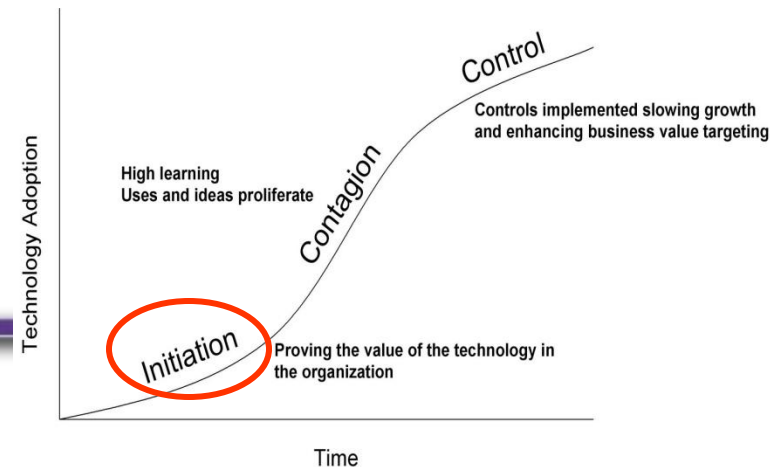 Control
Controls implemented slowing growth
and enhancing business value targeting
High learning
Uses and ideas proliferate
Contagion
Technology Adoption
Initiation
Proving the value of the technology in
the organization
Time